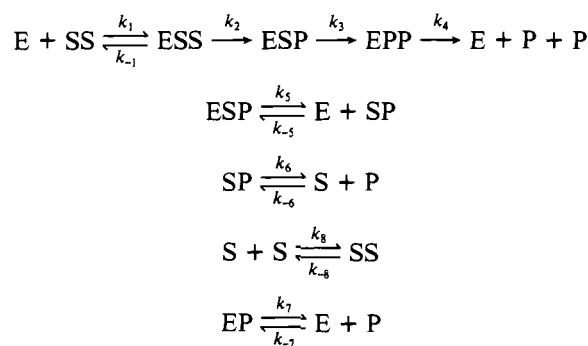 E + SS ⇌ ESS → ESP → EPP → E + P + P k₁ k₋₁ k₂ k₃ k₄
ESP ⇌ E + SP k₅ k₋₅
SP ⇌ S + P k₆ k₋₆
S + S ⇌ SS k₈ k₋₈
EP ⇌ E + P k₇ k₋₇